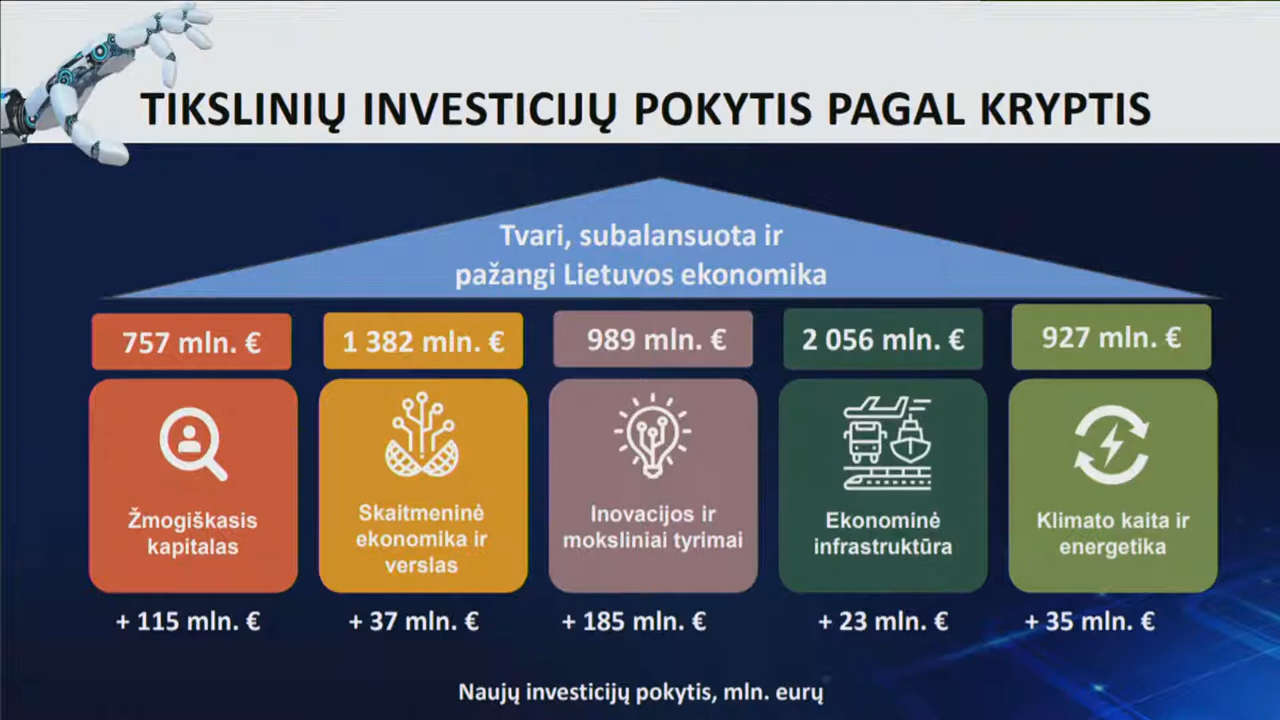 TIKSLINIŲ INVESTICIJŲ POKYTIS PAGAL KRYPTIS
Tvari, subalansuota ir
pažangi Lietuvos ekonomika
757 mln. €
1 382 mln. €
989 mln. €
2 056 mln. €
927 mln. €
Žmogiškasis
kapitalas
Skaitmeninė
ekonomika ir
verslas
Inovacijos ir
moksliniai tyrimai
Ekonominė
infrastruktūra
Klimato kaita ir
energetika
+ 115 mln. €
+ 37 mln. €
+ 185 mln. €
+ 23 mln. €
+ 35 mln. €
Naujų investicijų pokytis, mln. eurų